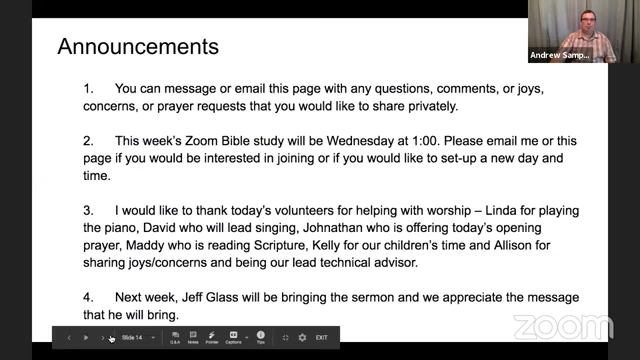 Announcements
Andrew Samp...
1. You can message or email this page with any questions, comments, or joys,
concerns, or prayer requests that you would like to share privately.
2. This week's Zoom Bible study will be Wednesday at 1:00. Please email me or this
page if you would be interested in joining or if you would like to set-up a new day and
time.
3. I would like to thank today's volunteers for helping with worship – Linda for playing
the piano, David who will lead singing, Johnathan who is offering today's opening
prayer, Maddy who is reading Scripture, Kelly for our children's time and Allison for
sharing joys/concerns and being our lead technical advisor.
4. Next week, Jeff Glass will be bringing the sermon and we appreciate the message
that he will bring.
Slide 14
Q&A
Notes
Pointer
Captions
Tips
EXIT
zoom